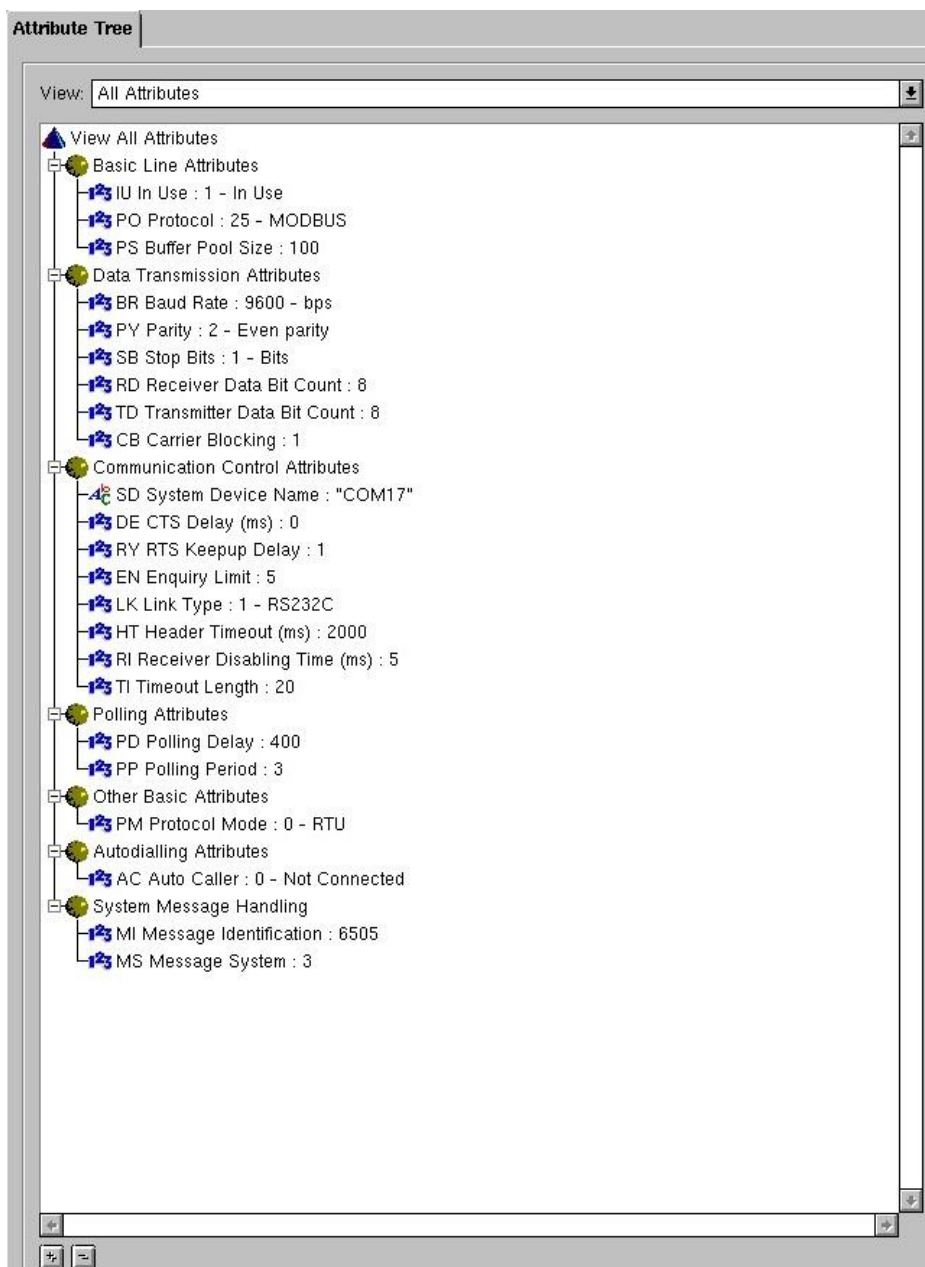 Attribute Tree
View: All Attributes
View All Attributes
Basic Line Attributes
IU In Use : 1 - In Use
PO Protocol : 25 - MODBUS
PS Buffer Pool Size : 100
Data Transmission Attributes
BR Baud Rate : 9600 - bps
PY Parity : 2 - Even parity
SB Stop Bits : 1 - Bits
RD Receiver Data Bit Count : 8
TD Transmitter Data Bit Count : 8
CB Carrier Blocking : 1
Communication Control Attributes
SD System Device Name : "COM17"
DE CTS Delay (ms) : 0
RY RTS Keepup Delay : 1
EN Enquiry Limit : 5
LK Link Type : 1 - RS232C
HT Header Timeout (ms) : 2000
RI Receiver Disabling Time (ms) : 5
TI Timeout Length : 20
Polling Attributes
PD Polling Delay : 400
PP Polling Period : 3
Other Basic Attributes
PM Protocol Mode : 0 - RTU
Autodialling Attributes
AC Auto Caller : 0 - Not Connected
System Message Handling
MI Message Identification : 6505
MS Message System : 3